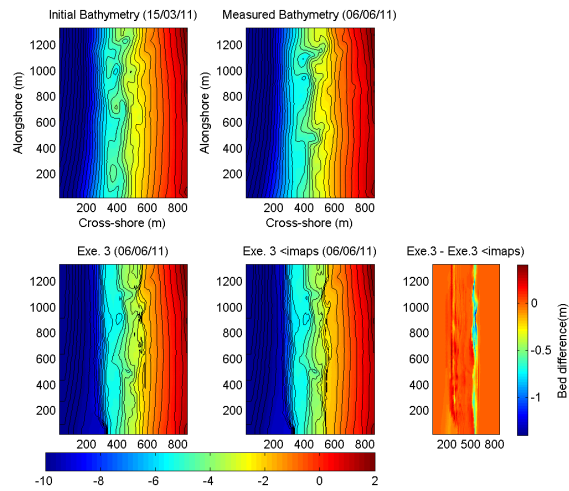 Initial Bathymetry (15/03/11)
Measured Bathymetry (06/06/11)
1200
1000
800
600
400
200
Alongshore (m)
200 400 600 800
Cross-shore (m)
1200
1000
800
600
400
200
Alongshore (m)
200 400 600 800
Cross-shore (m)
Exe. 3 (06/06/11)
Exe. 3 <imaps (06/06/11)
Exe.3 - Exe.3 <imaps)
1200
1000
800
600
400
200
200 400 600 800
1200
1000
800
600
400
200
200 400 600 800
1200
1000
800
600
400
200
200 500 800
0
-0.5
-1
Bed difference(m)
-10 -8 -6 -4 -2 0 2